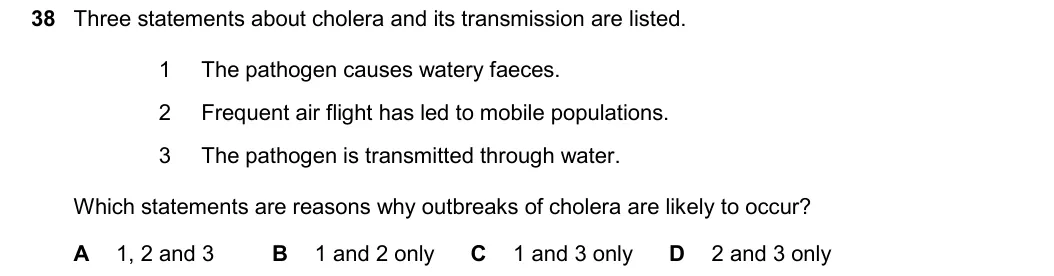 38 Three statements about cholera and its transmission are listed.
1 The pathogen causes watery faeces.
2 Frequent air flight has led to mobile populations.
3 The pathogen is transmitted through water.
Which statements are reasons why outbreaks of cholera are likely to occur?
A 1, 2 and 3 B 1 and 2 only C 1 and 3 only D 2 and 3 only